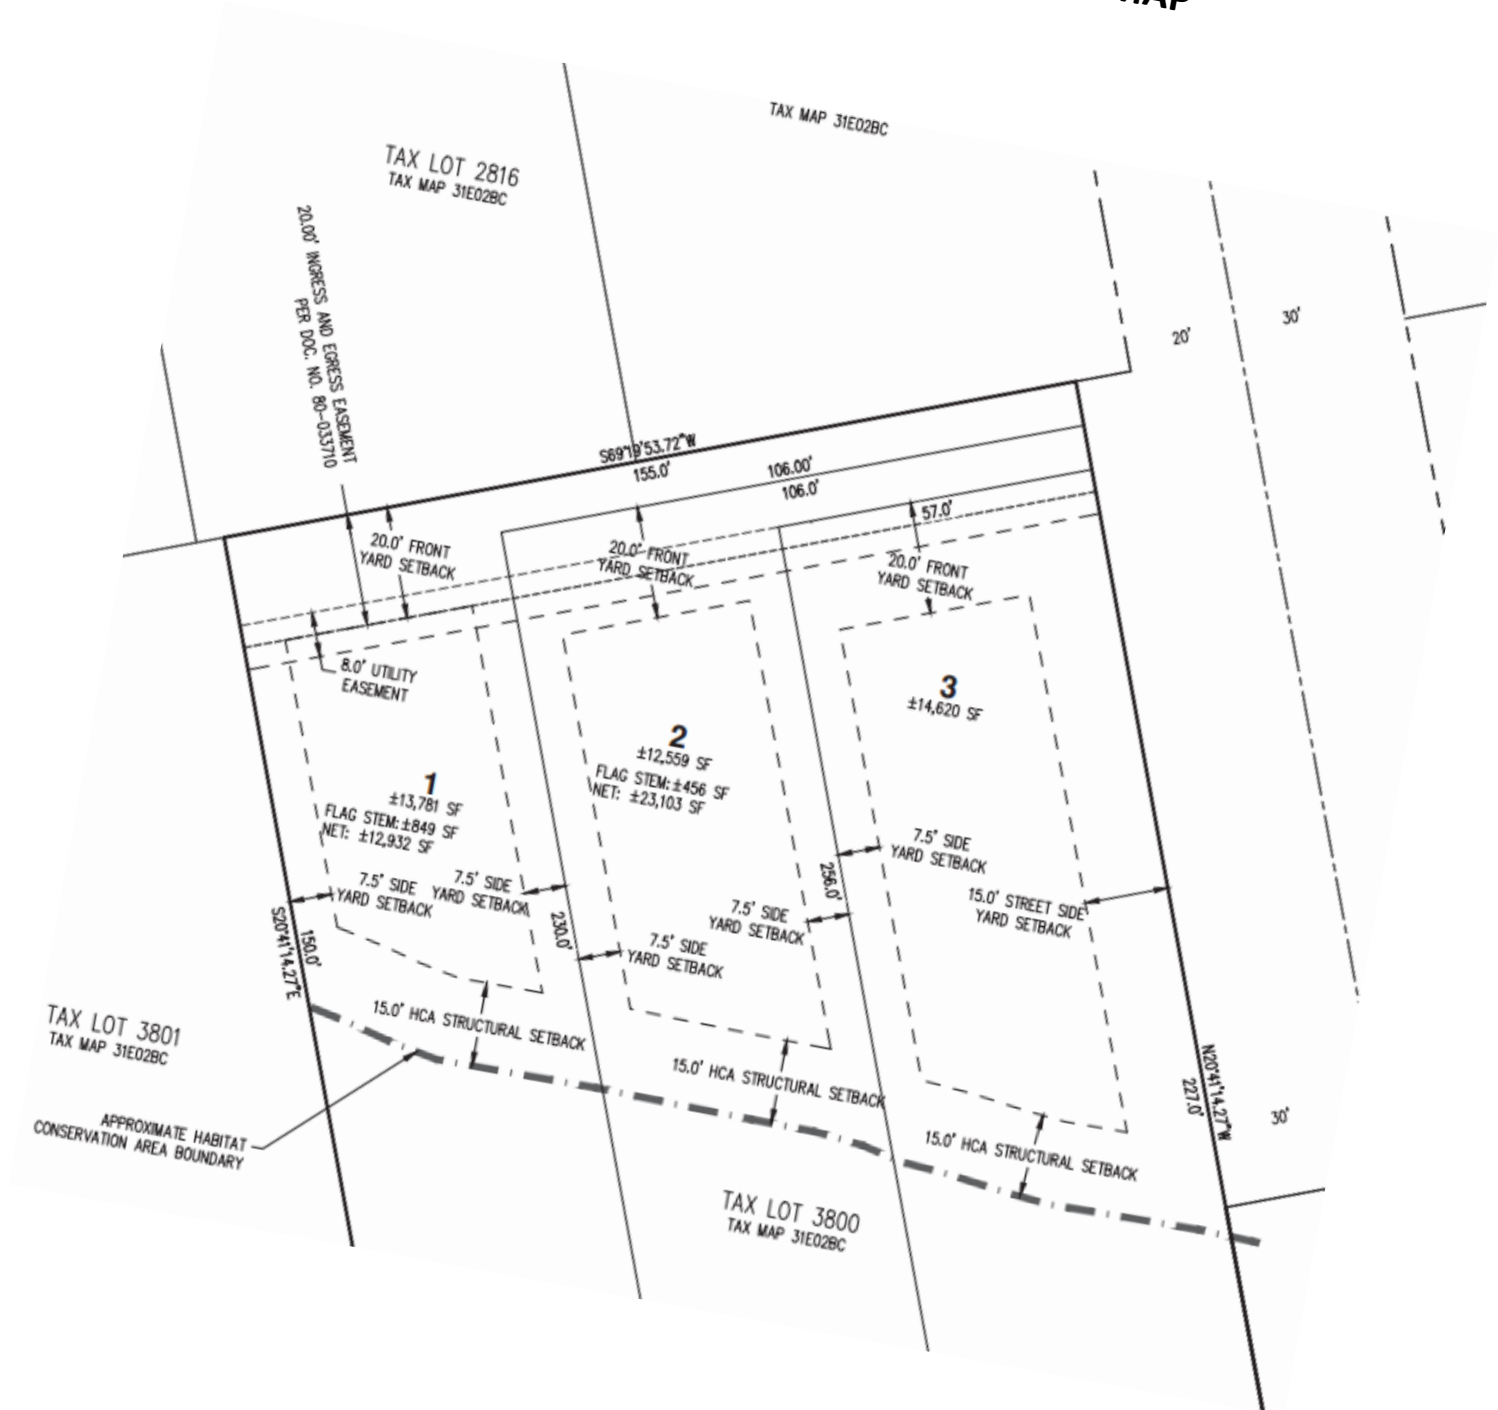 TAX MAP 31E02BC
TAX LOT 2816
TAX MAP 31E02BC
20.00' INGRESS AND EGRESS EASEMENT
PER DOC. NO. 80-033710
20'
30'
S69°19'53.72"W
155.0'
106.00'
106.0'
57.0'
20.0' FRONT
YARD SETBACK
20.0' FRONT
YARD SETBACK
20.0' FRONT
YARD SETBACK
8.0' UTILITY
EASEMENT
1
±13,781 SF
FLAG STEM: ±849 SF
NET: ±12,932 SF
2
±12,559 SF
FLAG STEM: ±456 SF
NET: ±23,103 SF
3
±14,620 SF
7.5' SIDE
YARD SETBACK
7.5' SIDE
YARD SETBACK
7.5' SIDE
YARD SETBACK
7.5' SIDE
YARD SETBACK
7.5' SIDE
YARD SETBACK
15.0' STREET SIDE
YARD SETBACK
S20°41'14.27"E
150.0'
230.0'
256.0'
N20°41'14.27"W
227.0'
30'
15.0' HCA STRUCTURAL SETBACK
15.0' HCA STRUCTURAL SETBACK
15.0' HCA STRUCTURAL SETBACK
TAX LOT 3801
TAX MAP 31E02BC
APPROXIMATE HABITAT
CONSERVATION AREA BOUNDARY
TAX LOT 3800
TAX MAP 31E02BC